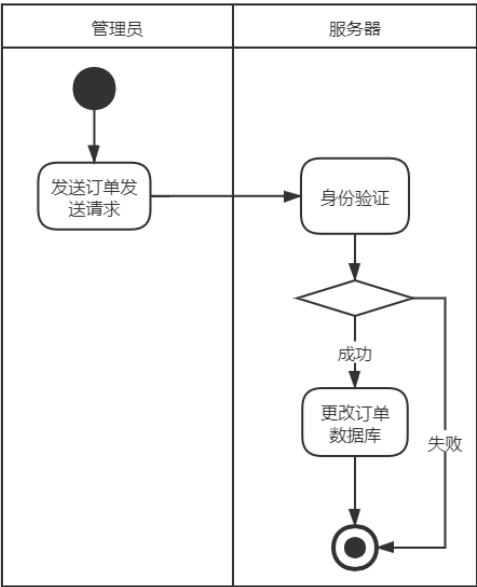 管理员
服务器
发送订单发
送请求
身份验证
成功
更改订单
数据库
失败